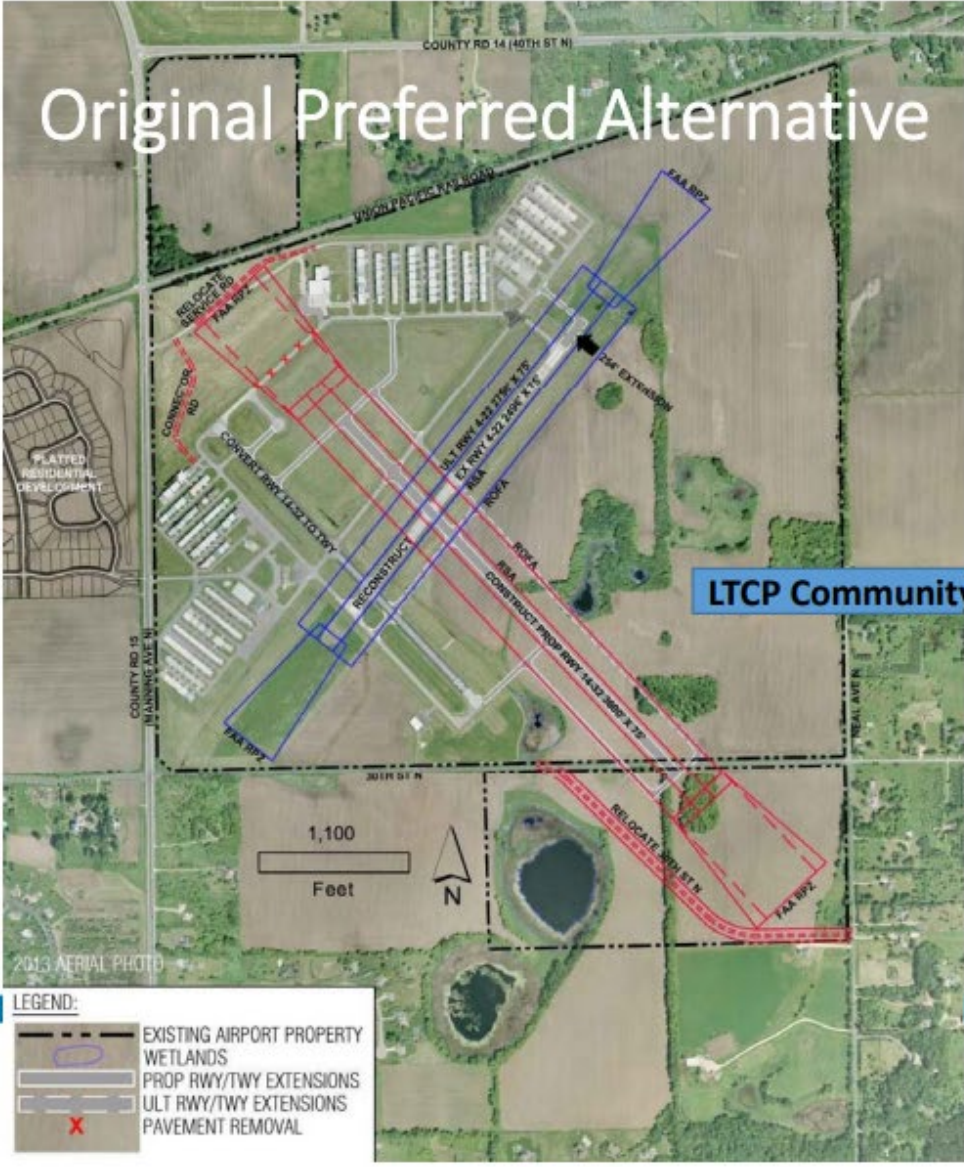 COUNTY RD 14 (40TH ST N)
Original Preferred Alternative
UNION PACIFIC RAILROAD
FAA RPZ
RELOCATE
SERVICE RD
FAA RPZ
CONNECTOR
RD
254' EXTENSION
ULT RWY 4-22 2750' X 75'
EX RWY 4-22 2496' X 75'
RSA
ROFA
PLATTED
RESIDENTIAL
DEVELOPMENT
CONVERT RWY 14-32 TO TWY
RECONSTRUCT
ROFA
RSA
CONSTRUCT PROP RWY 14-32 3600' X 75'
LTCP Community
COUNTY RD 15
(MANNING AVE N)
NEAL AVE N
FAA RPZ
30TH ST N
RELOCATE 30TH ST N
FAA RPZ
1,100
Feet
N
2013 AERIAL PHOTO
LEGEND:
EXISTING AIRPORT PROPERTY
WETLANDS
PROP RWY/TWY EXTENSIONS
ULT RWY/TWY EXTENSIONS
X PAVEMENT REMOVAL